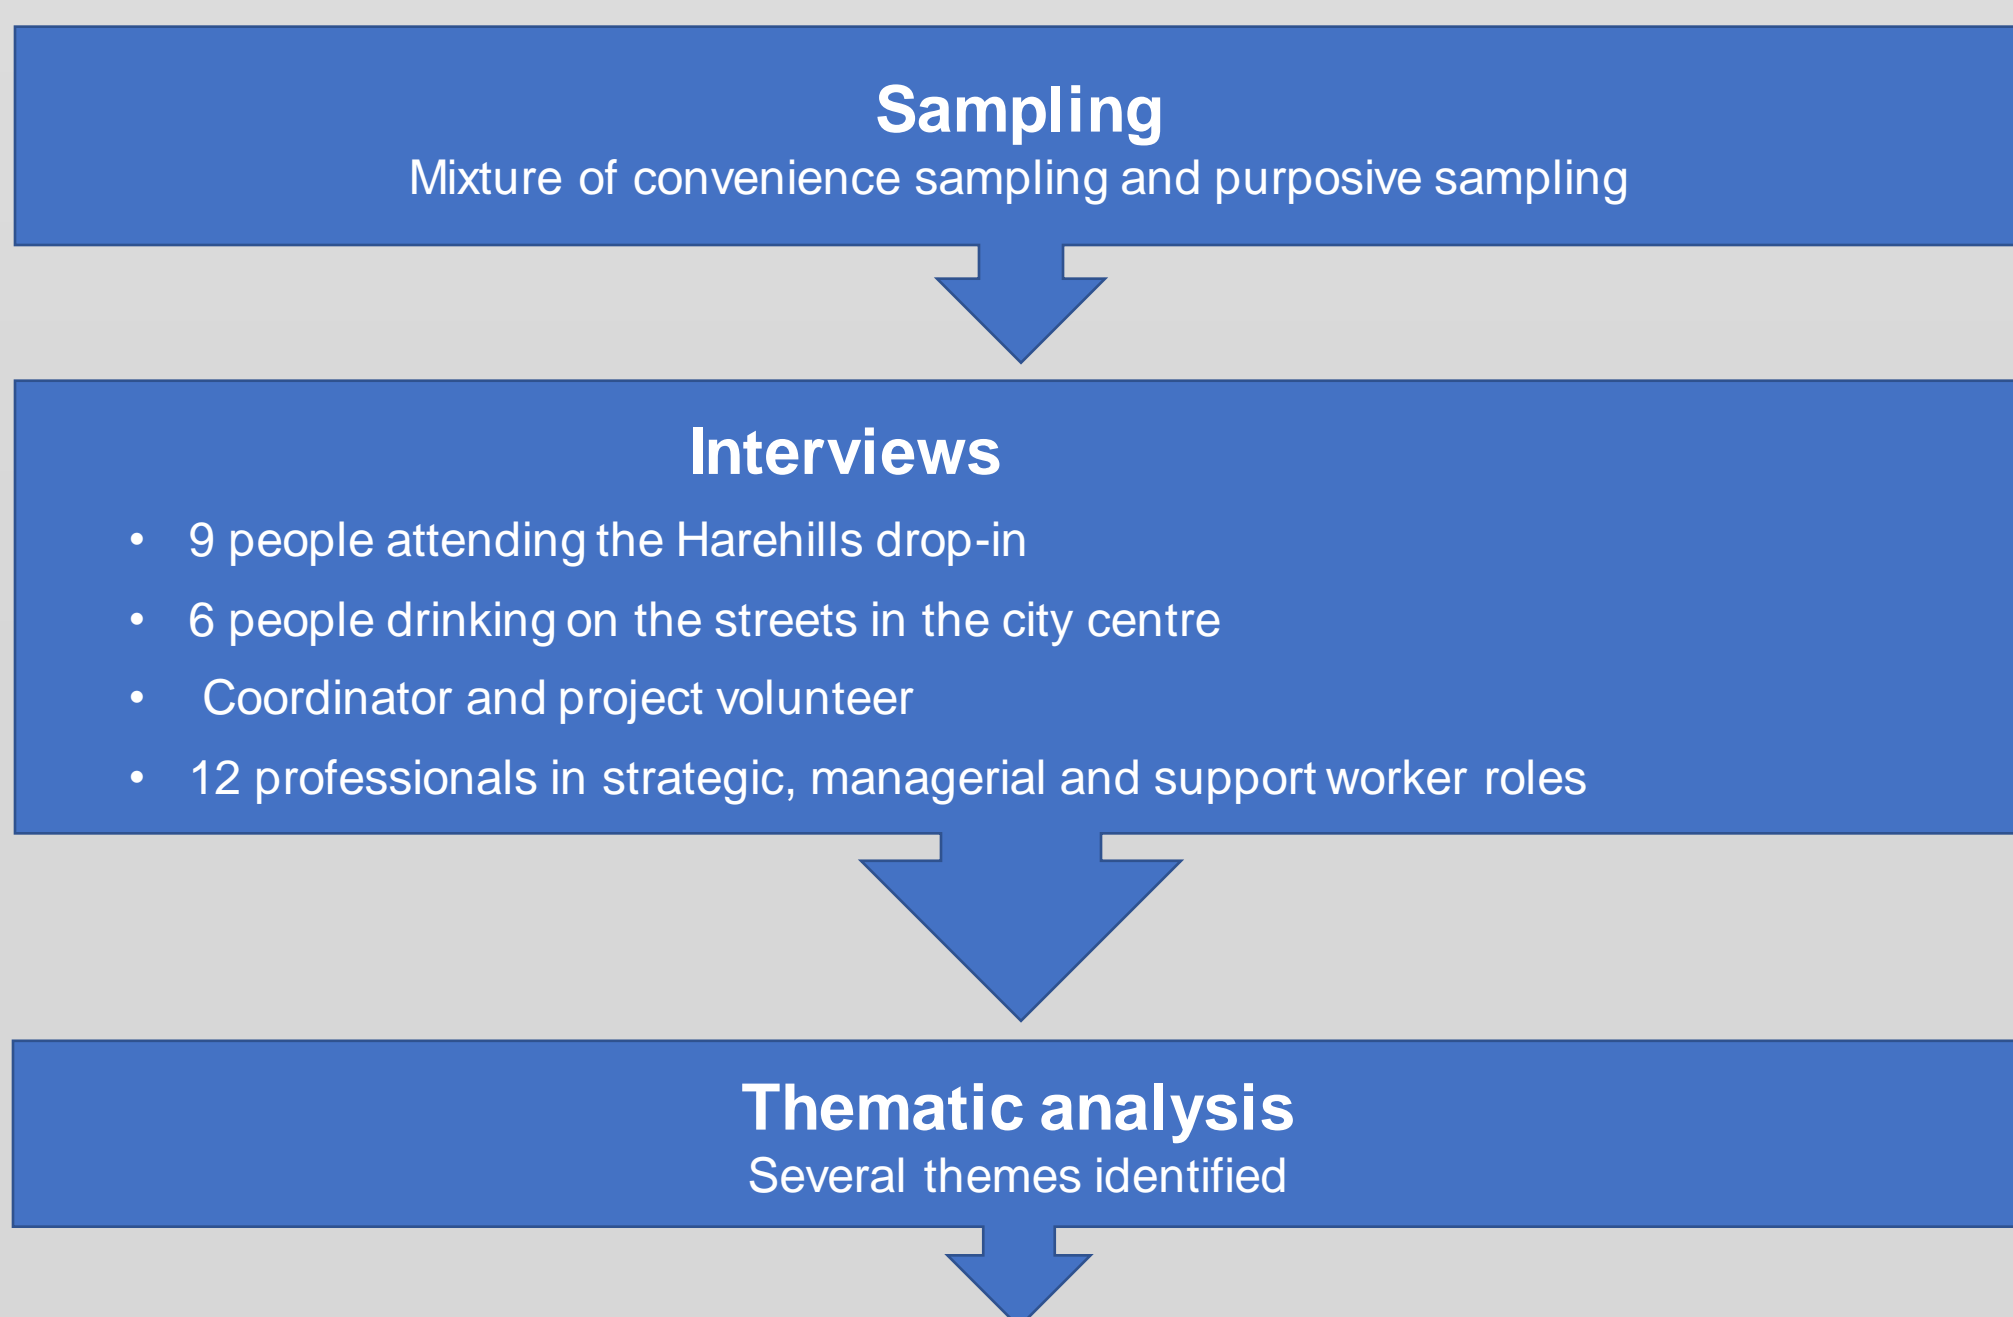 Sampling
Mixture of convenience sampling and purposive sampling
Interviews
• 9 people attending the Harehills drop-in
• 6 people drinking on the streets in the city centre
• Coordinator and project volunteer
• 12 professionals in strategic, managerial and support worker roles
Thematic analysis
Several themes identified